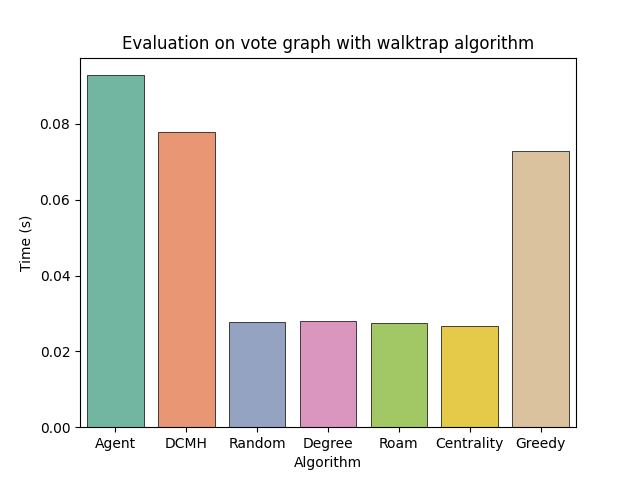 Evaluation on vote graph with walktrap algorithm
Time (s)
0.08
0.06
0.04
0.02
0.00
Agent DCMH Random Degree Roam Centrality Greedy
Algorithm